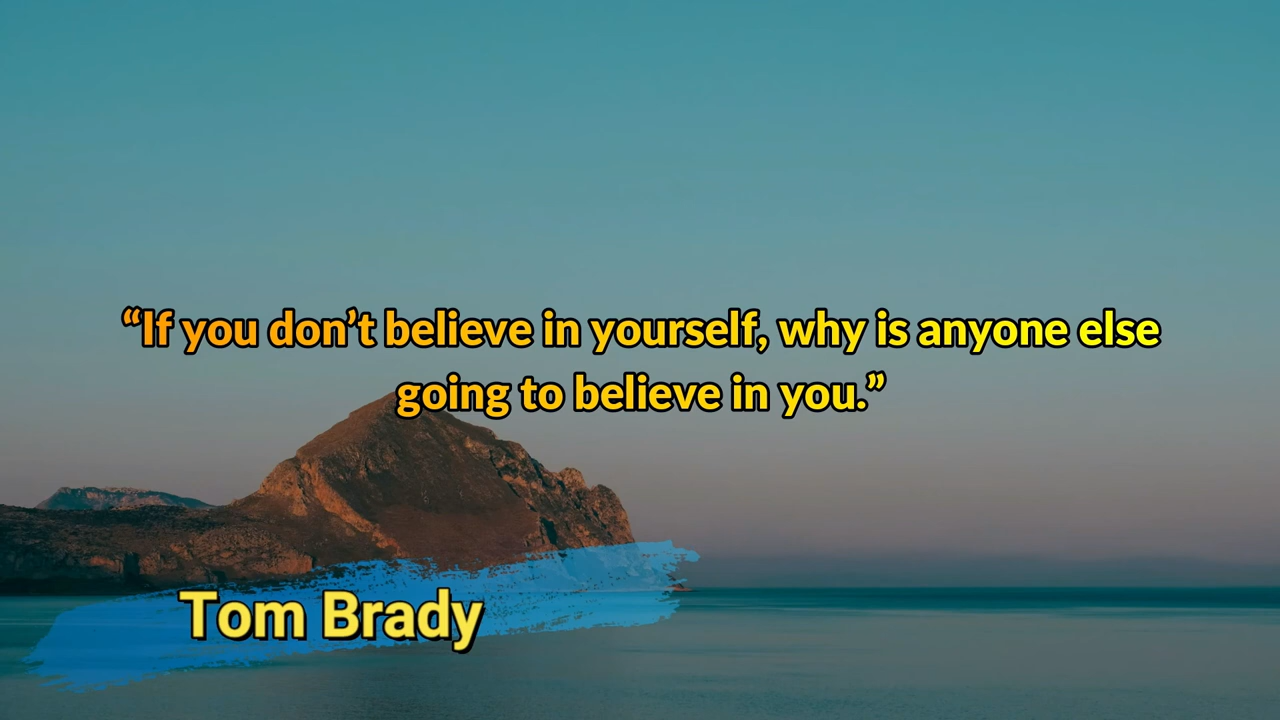 “If you don’t believe in yourself, why is anyone else
going to believe in you.”
Tom Brady